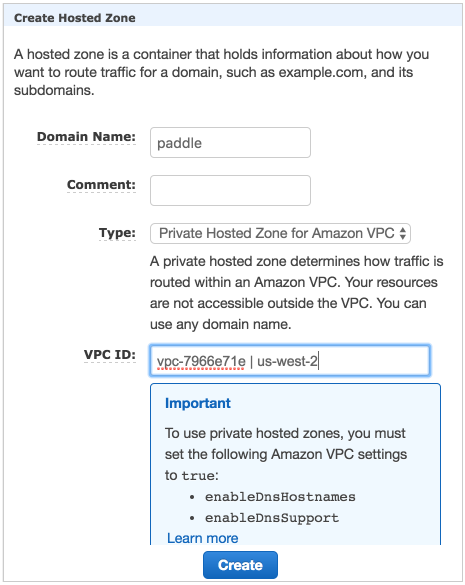 Create Hosted Zone
A hosted zone is a container that holds information about how you
want to route traffic for a domain, such as example.com, and its
subdomains.
Domain Name: paddle
Comment:
Type: Private Hosted Zone for Amazon VPC
A private hosted zone determines how traffic is
routed within an Amazon VPC. Your resources
are not accessible outside the VPC. You can
use any domain name.
VPC ID: vpc-7966e71e | us-west-2
Important
To use private hosted zones, you must
set the following Amazon VPC settings
to true:
• enableDnsHostnames
• enableDnsSupport
Learn more
Create